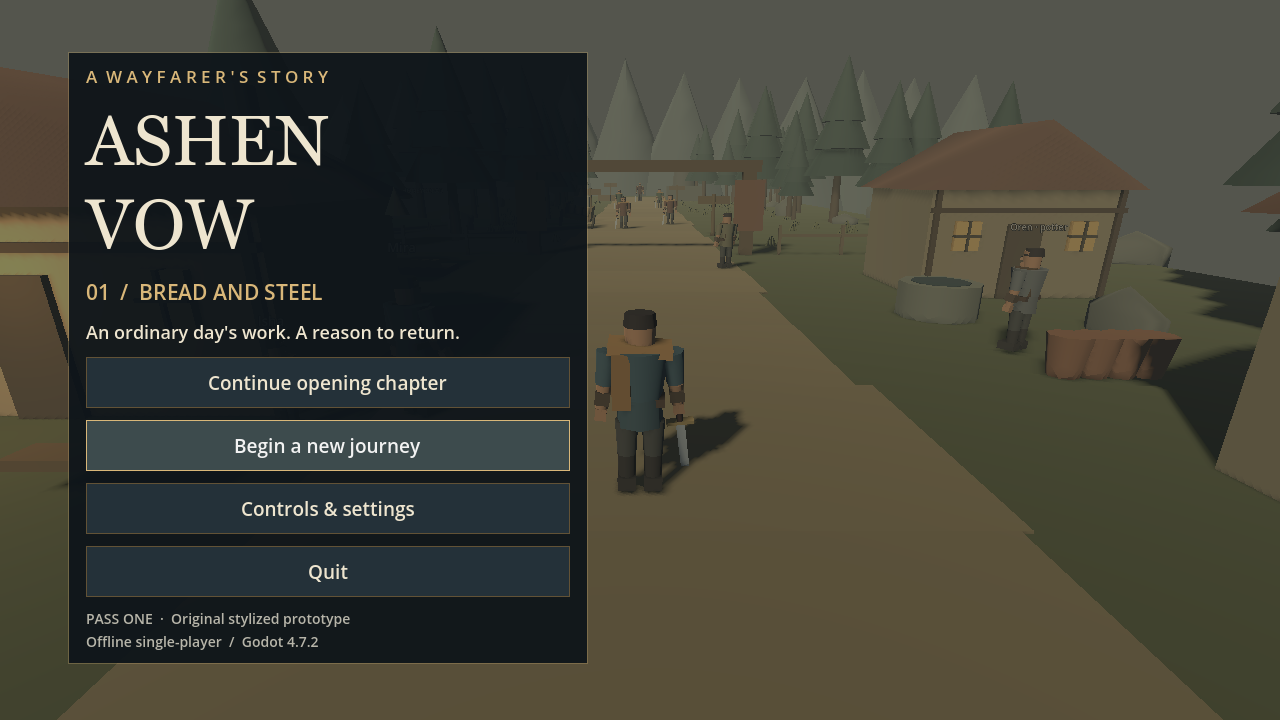 A WAYFARER'S STORY
ASHEN
VOW
01 / BREAD AND STEEL
An ordinary day's work. A reason to return.
Continue opening chapter
Begin a new journey
Controls & settings
Quit
PASS ONE · Original stylized prototype
Offline single-player / Godot 4.7.2